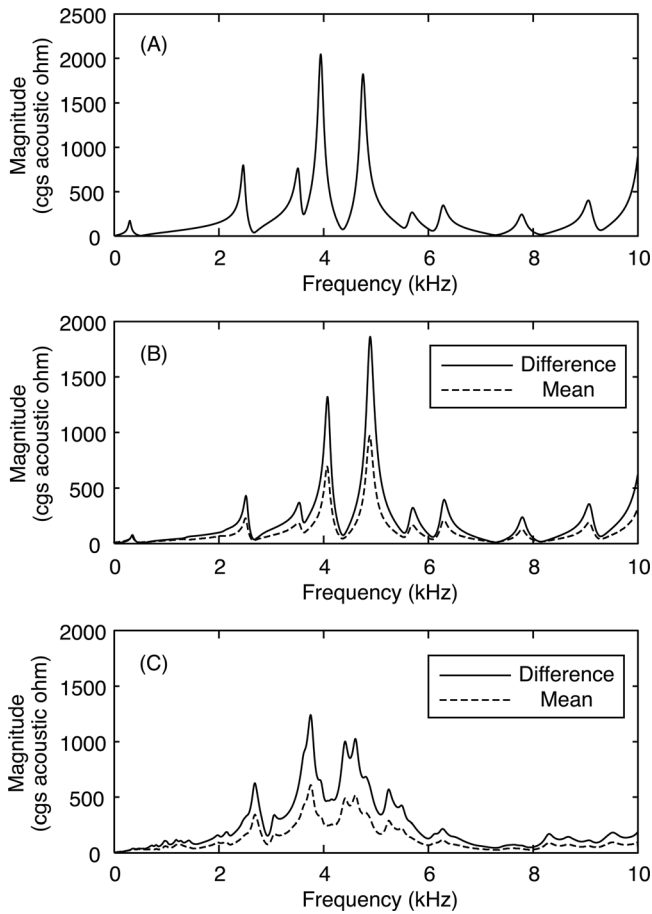 (A)
2500
2000
1500
1000
500
0
Magnitude
(cgs acoustic ohm)
0 2 4 6 8 10
Frequency (kHz)
(B)
2000
1500
1000
500
0
Magnitude
(cgs acoustic ohm)
Difference
Mean
0 2 4 6 8 10
Frequency (kHz)
(C)
2000
1500
1000
500
0
Magnitude
(cgs acoustic ohm)
Difference
Mean
0 2 4 6 8 10
Frequency (kHz)